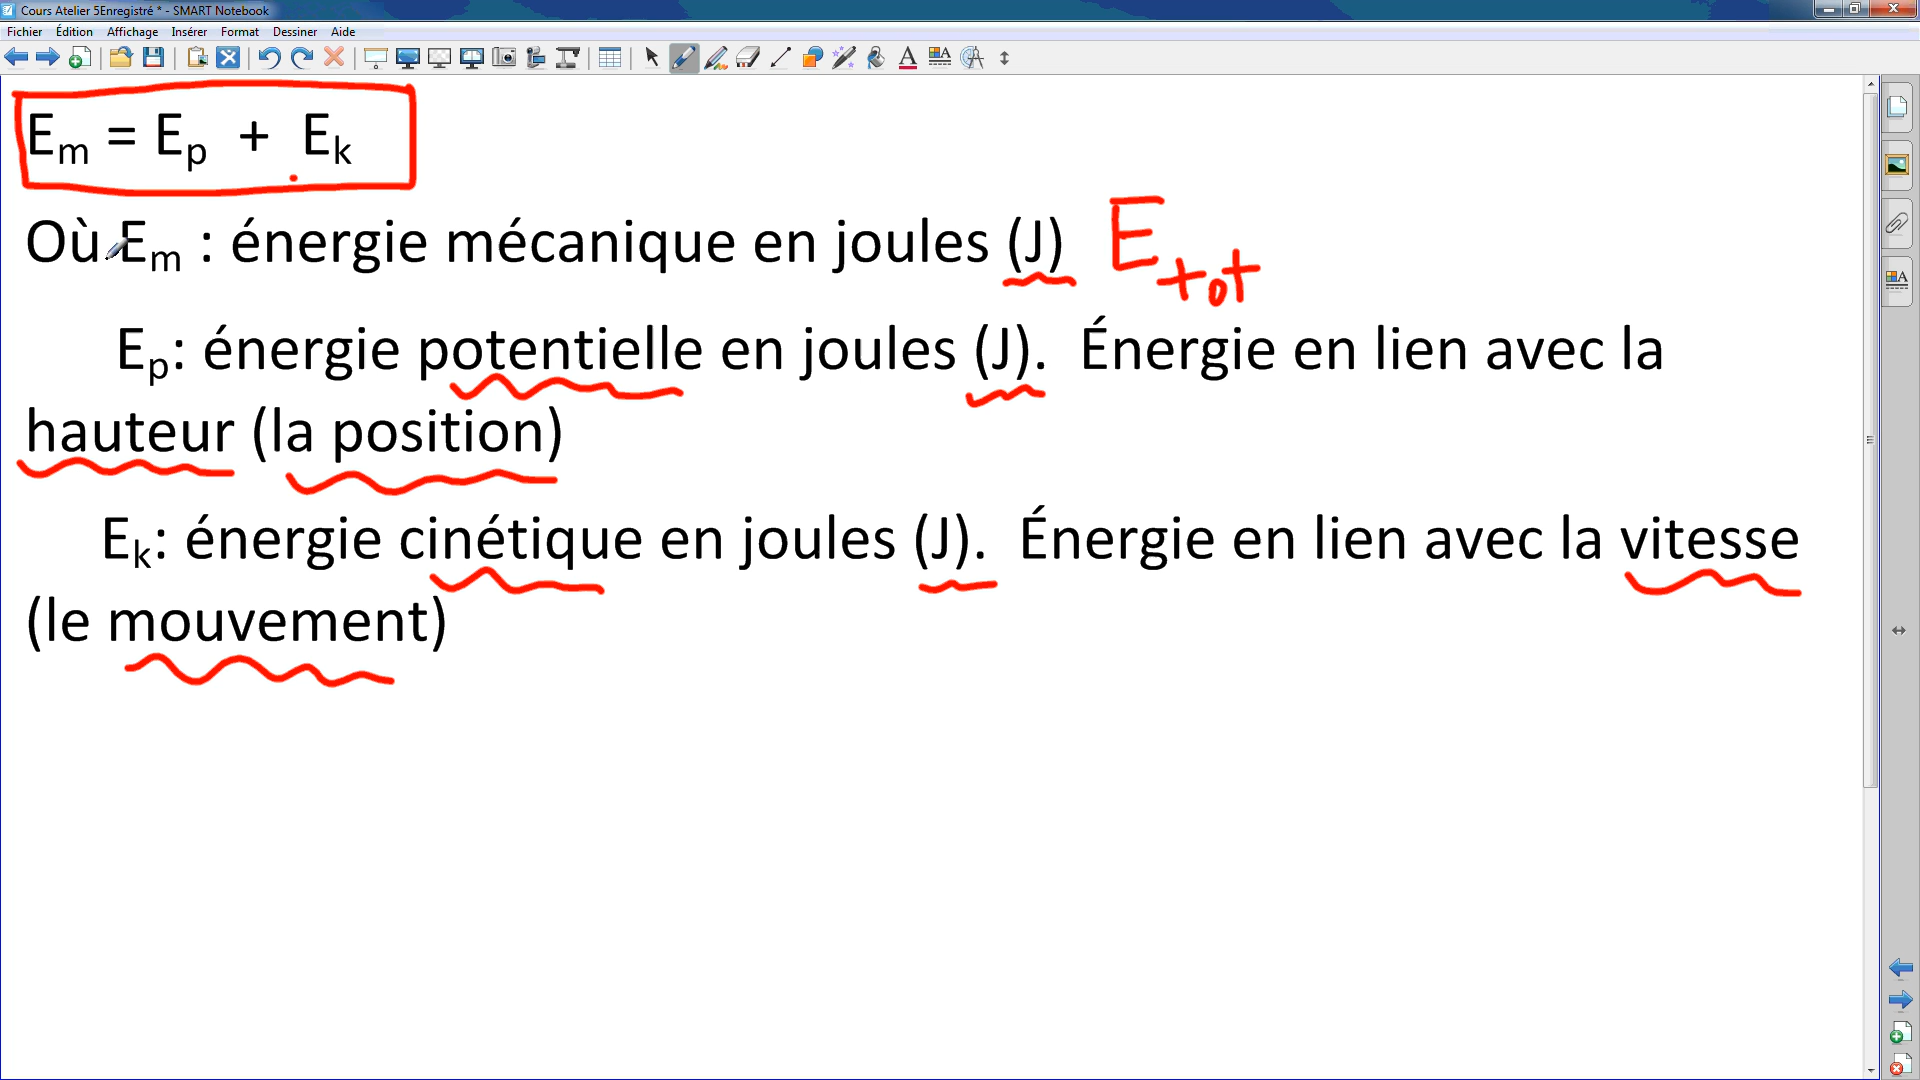 Cours Atelier 5Enregistré * - SMART Notebook
Fichier Édition Affichage Insérer Format Dessiner Aide
Em = Ep + Ek
Où Em : énergie mécanique en joules (J) Etot
Ep: énergie potentielle en joules (J). Énergie en lien avec la
hauteur (la position)
Ek: énergie cinétique en joules (J). Énergie en lien avec la vitesse
(le mouvement)